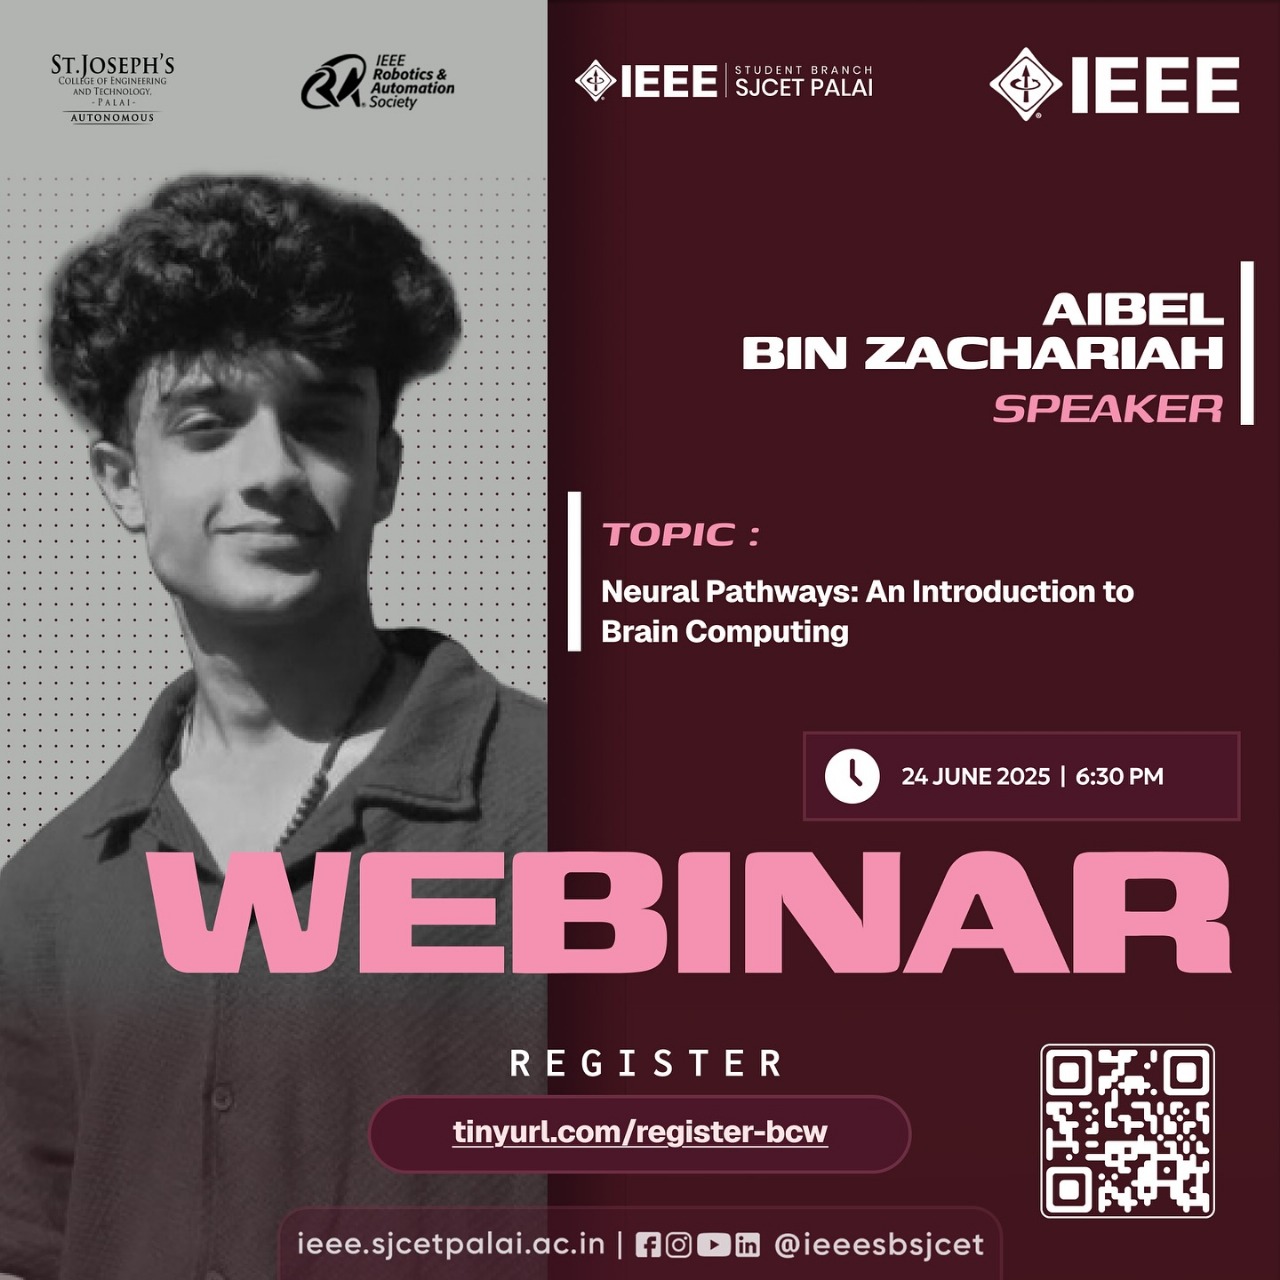 ST.JOSEPH'S
COLLEGE OF ENGINEERING
AND TECHNOLOGY,
- PALAI -
AUTONOMOUS
IEEE
Robotics &
Automation
Society
IEEE
STUDENT BRANCH
SJCET PALAI
IEEE
AIBEL
BIN ZACHARIAH
SPEAKER
TOPIC :
Neural Pathways: An Introduction to
Brain Computing
24 JUNE 2025 | 6:30 PM
WEBINAR
REGISTER
tinyurl.com/register-bcw
ieee.sjcetpalai.ac.in | @ieeesbsjcet